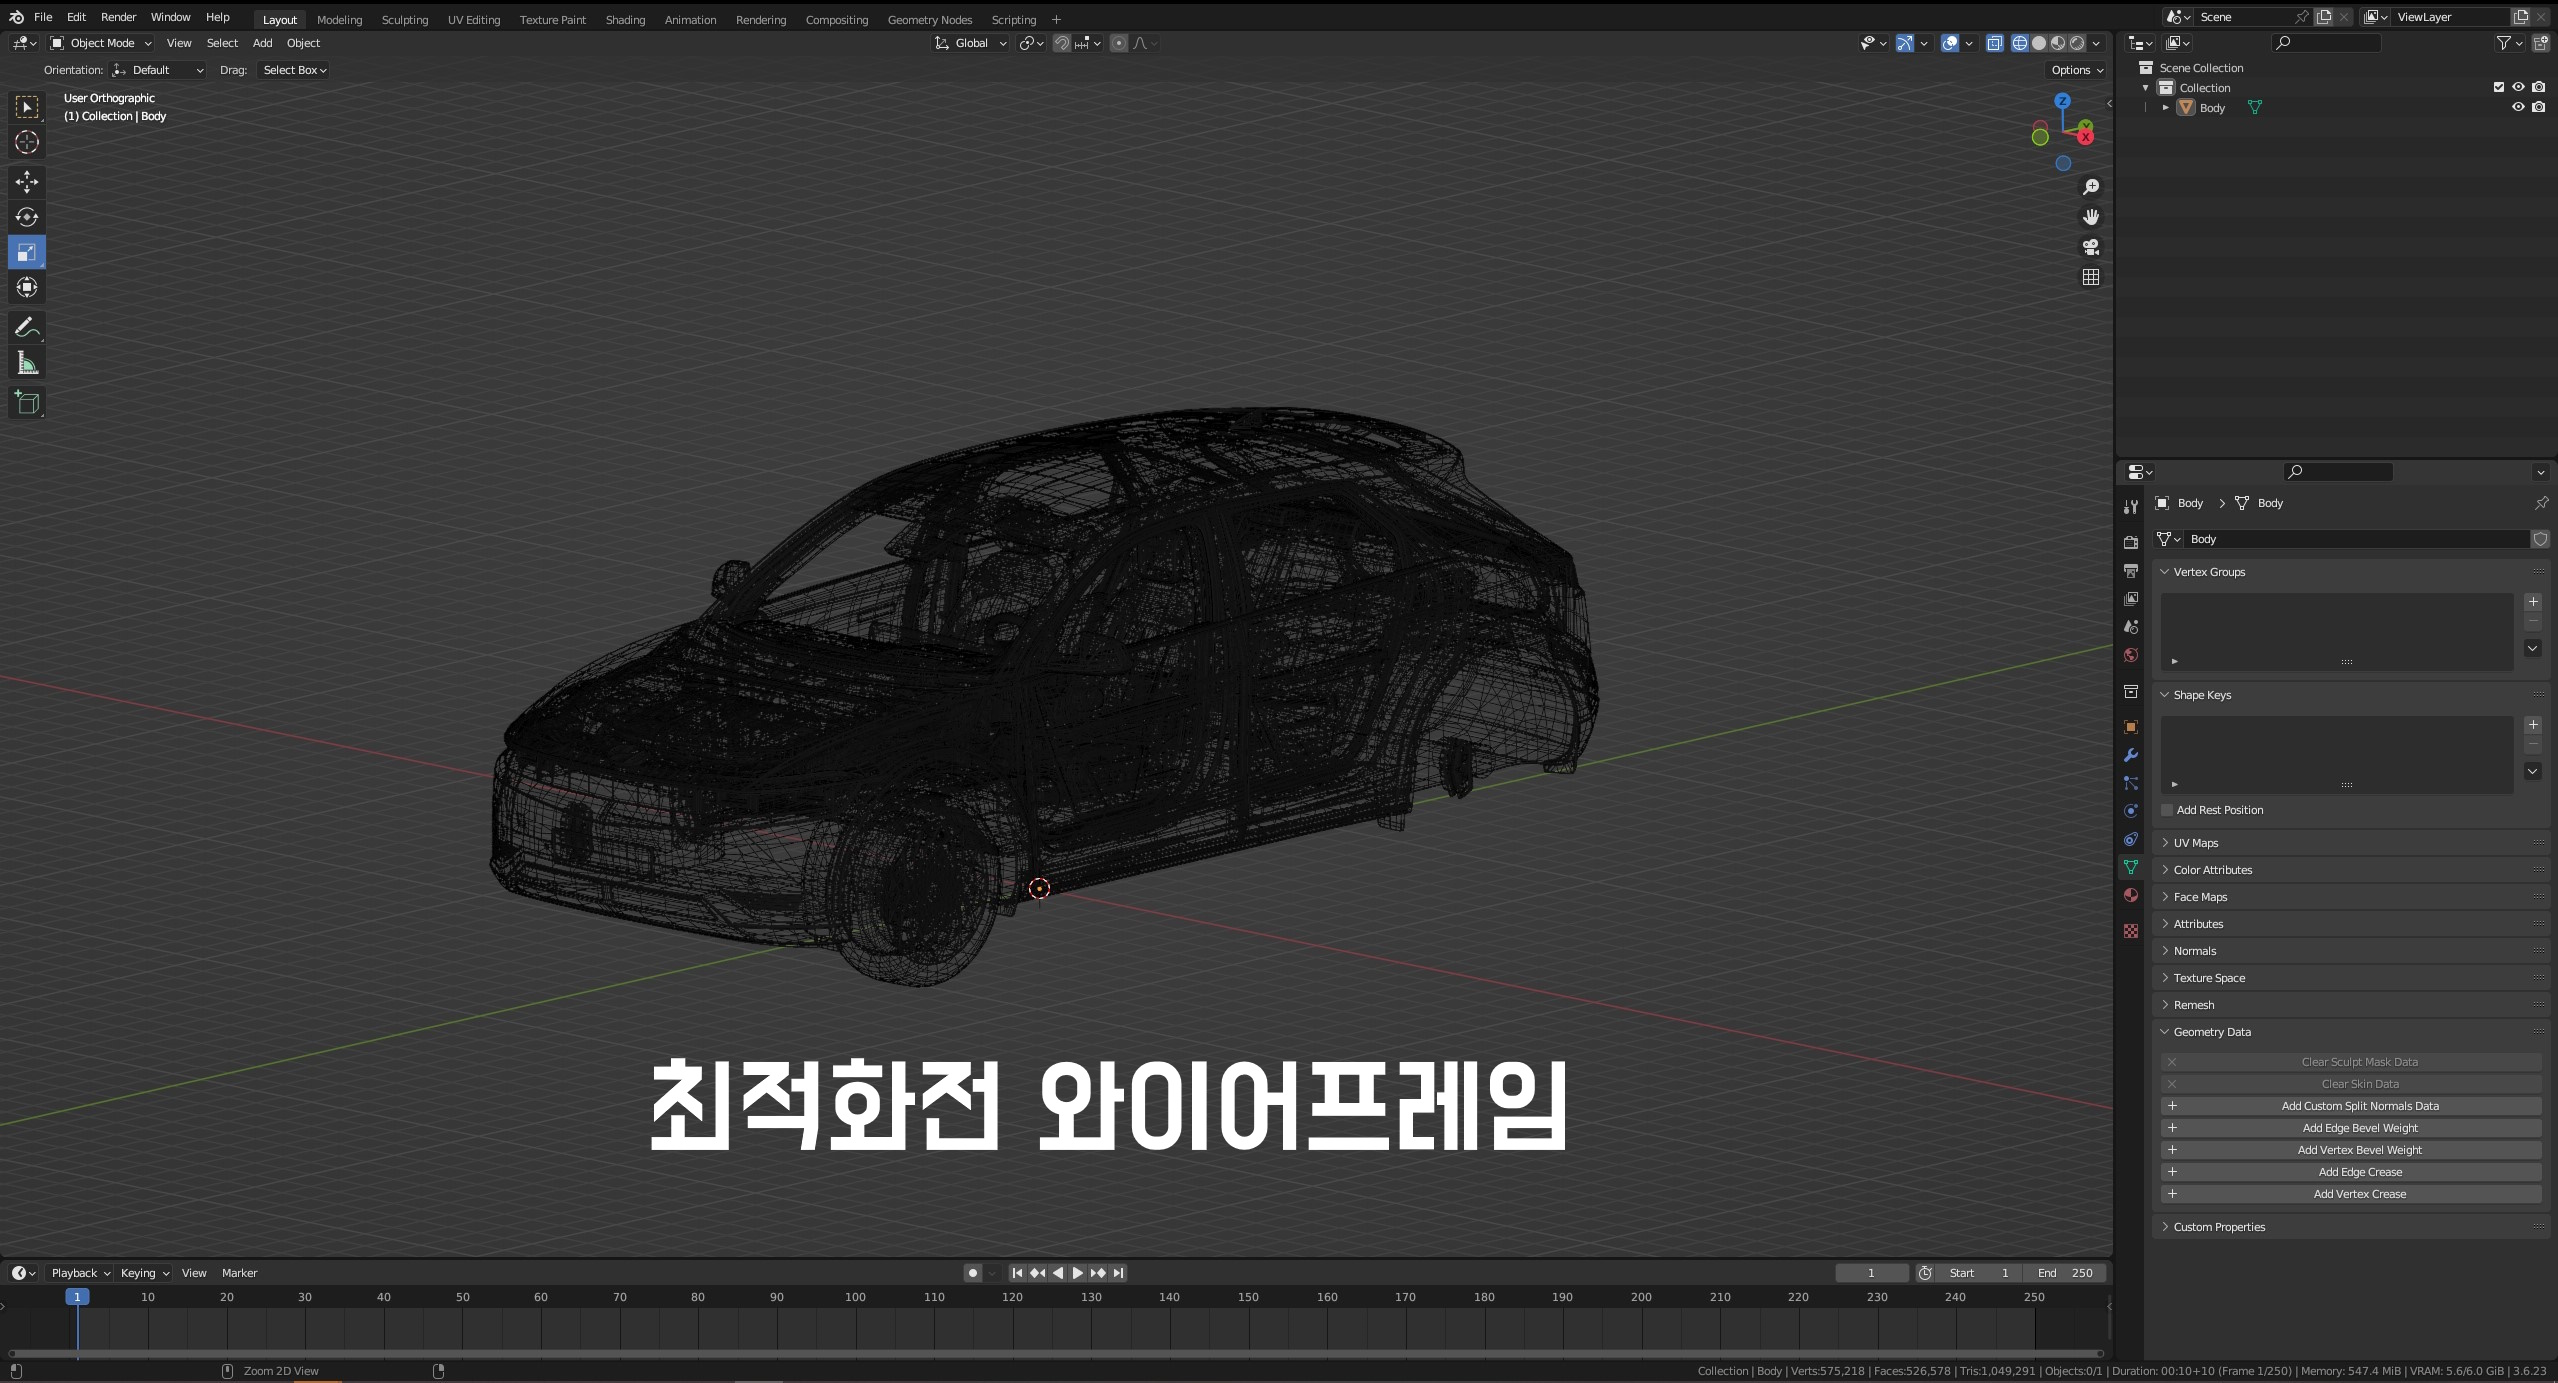 File Edit Render Window Help Layout Modeling Sculpting UV Editing Texture Paint Shading Animation Rendering Compositing Geometry Nodes Scripting + Scene ViewLayer
Object Mode View Select Add Object Global
Orientation: Default Drag: Select Box Options
User Orthographic
(1) Collection | Body
Z
Y
X
Scene Collection
Collection
Body
Body > Body
Body
Vertex Groups
Shape Keys
Add Rest Position
UV Maps
Color Attributes
Face Maps
Attributes
Normals
Texture Space
Remesh
Geometry Data
Clear Sculpt Mask Data
Clear Skin Data
Add Custom Split Normals Data
Add Edge Bevel Weight
Add Vertex Bevel Weight
Add Edge Crease
Add Vertex Crease
Custom Properties
최적화전 와이어프레임
Playback Keying View Marker 1 Start 1 End 250
1 10 20 30 40 50 60 70 80 90 100 110 120 130 140 150 160 170 180 190 200 210 220 230 240 250
Zoom 2D View Collection | Body | Verts:575,218 | Faces:526,578 | Tris:1,049,291 | Objects:0/1 | Duration: 00:10+10 (Frame 1/250) | Memory: 547.4 MiB | VRAM: 5.6/6.0 GiB | 3.6.23